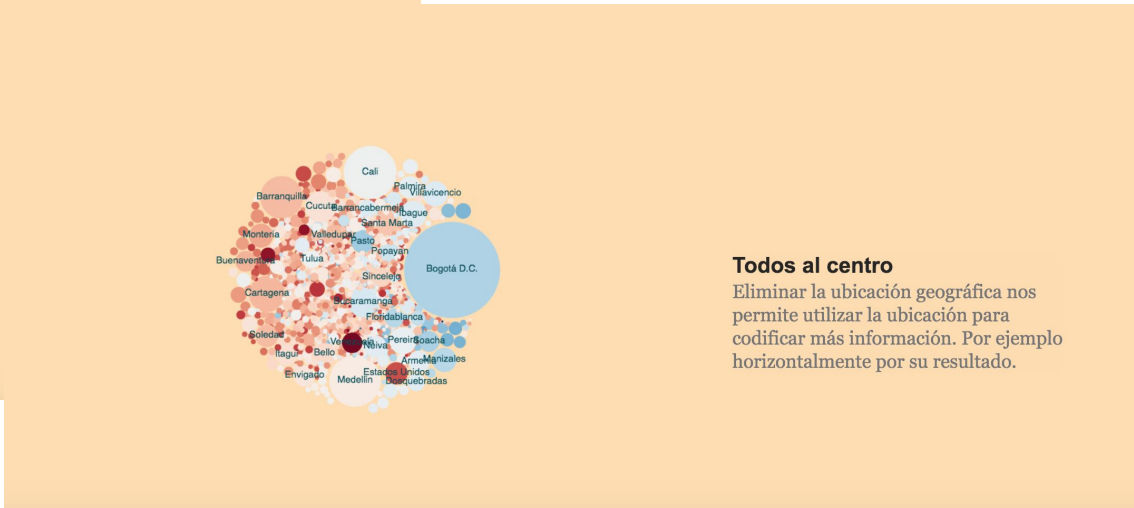 Cali
Palmira
Villavicencio
Barranquilla
Cucuta
Barrancabermeja
Ibague
Santa Marta
Monteria
Valledupar
Pasto
Popayan
Buenaventura
Tulua
Bogotá D.C.
Sincelejo
Cartagena
Bucaramanga
Floridablanca
Soledad
Venezuela
Neiva
Pereira
Soacha
Itagui
Bello
Armenia
Manizales
Envigado
Medellín
Estados Unidos
Dosquebradas
Todos al centro
Eliminar la ubicación geográfica nos
permite utilizar la ubicación para
codificar más información. Por ejemplo
horizontalmente por su resultado.